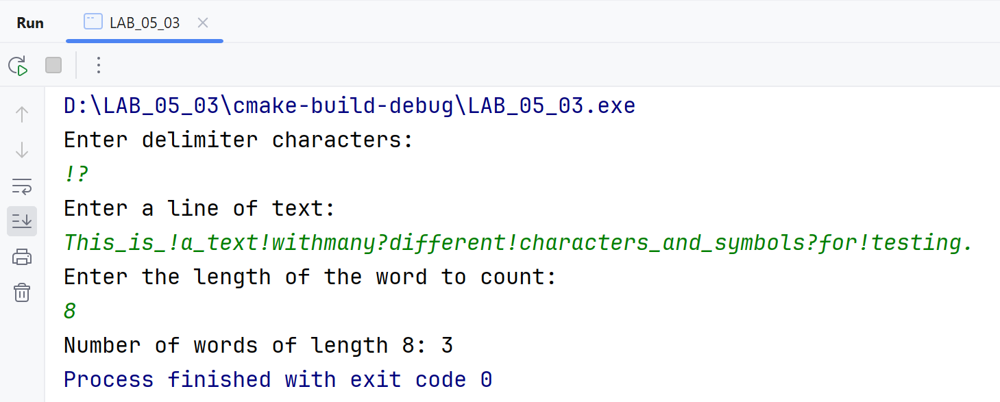 Run LAB_05_03
D:\LAB_05_03\cmake-build-debug\LAB_05_03.exe
Enter delimiter characters:
!?
Enter a line of text:
This_is_!a_text!withmany?different!characters_and_symbols?for!testing.
Enter the length of the word to count:
8
Number of words of length 8: 3
Process finished with exit code 0